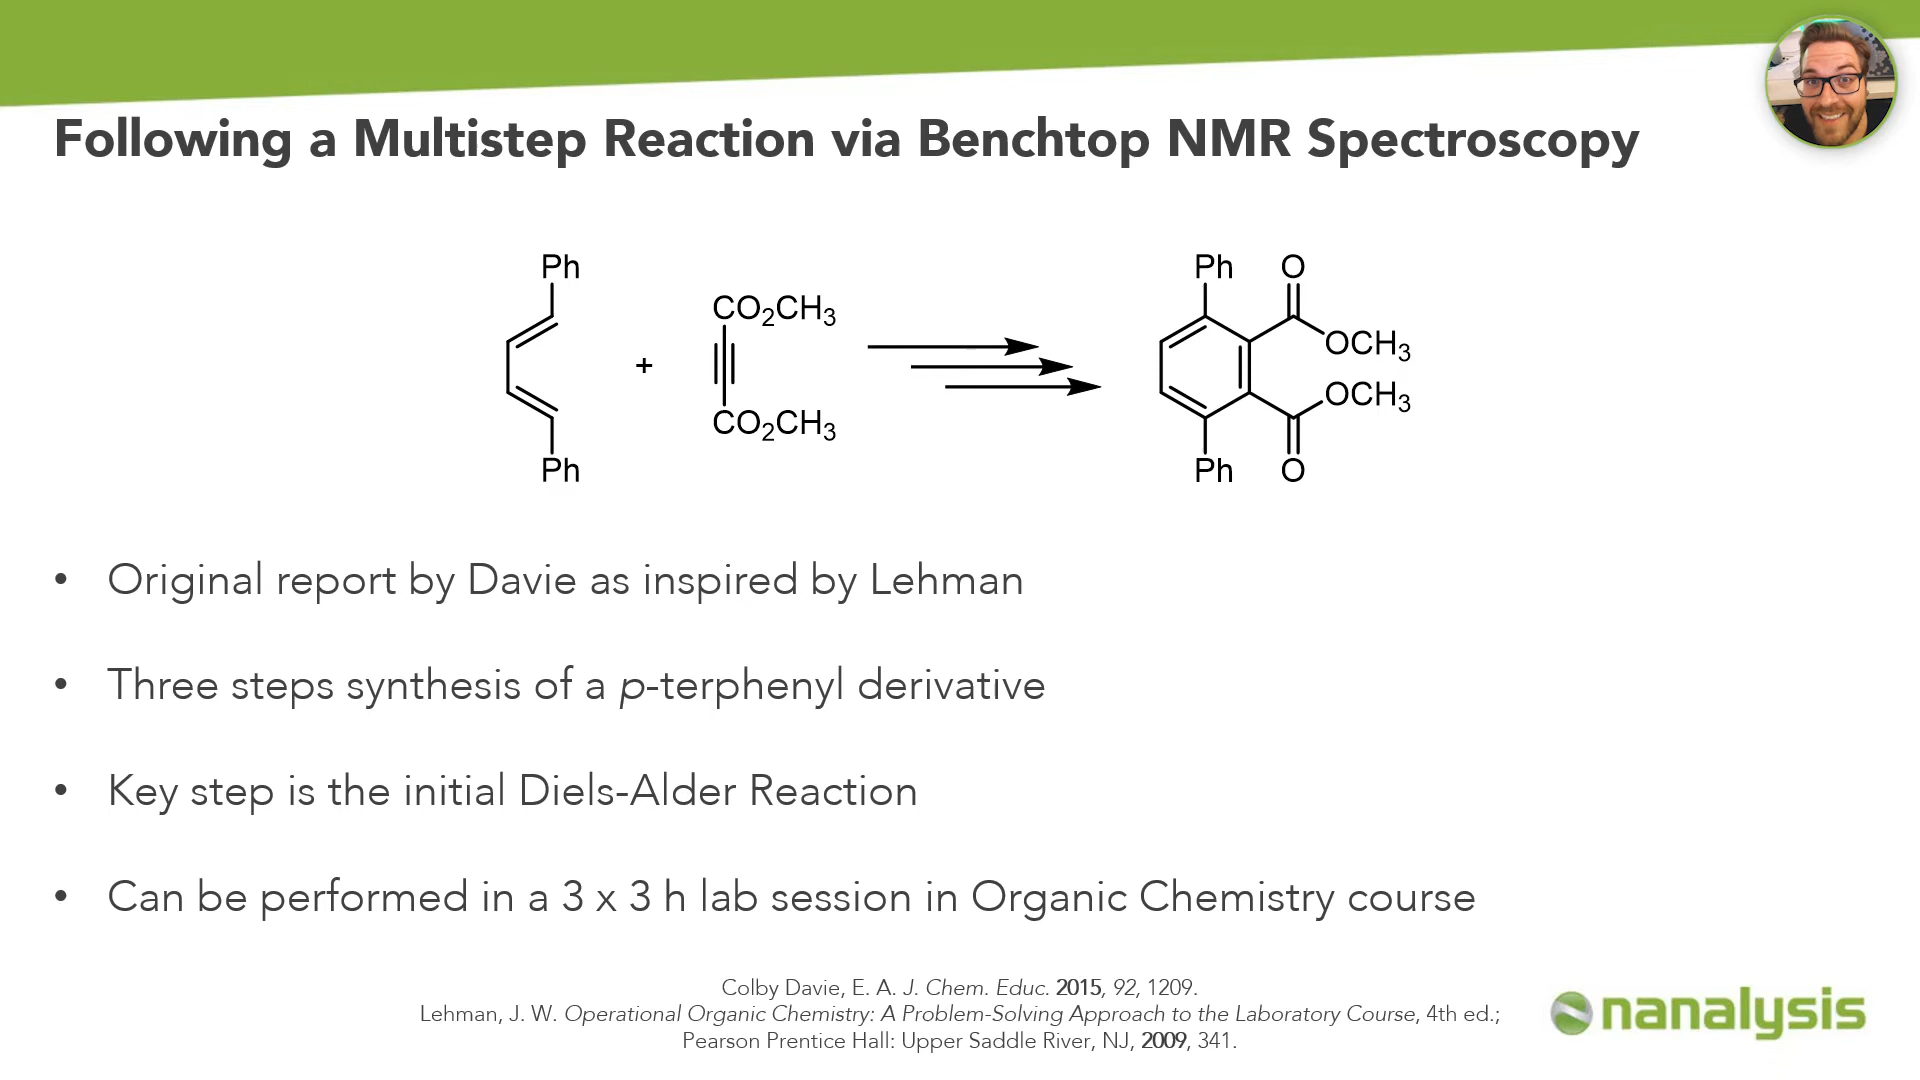 Following a Multistep Reaction via Benchtop NMR Spectroscopy
Ph
CO2CH3
+
CO2CH3
Ph
Ph
O
OCH3
OCH3
Ph
O
• Original report by Davie as inspired by Lehman
• Three steps synthesis of a p-terphenyl derivative
• Key step is the initial Diels-Alder Reaction
• Can be performed in a 3 x 3 h lab session in Organic Chemistry course
Colby Davie, E. A. J. Chem. Educ. 2015, 92, 1209.
Lehman, J. W. Operational Organic Chemistry: A Problem-Solving Approach to the Laboratory Course, 4th ed.;
Pearson Prentice Hall: Upper Saddle River, NJ, 2009, 341.
nanalysis